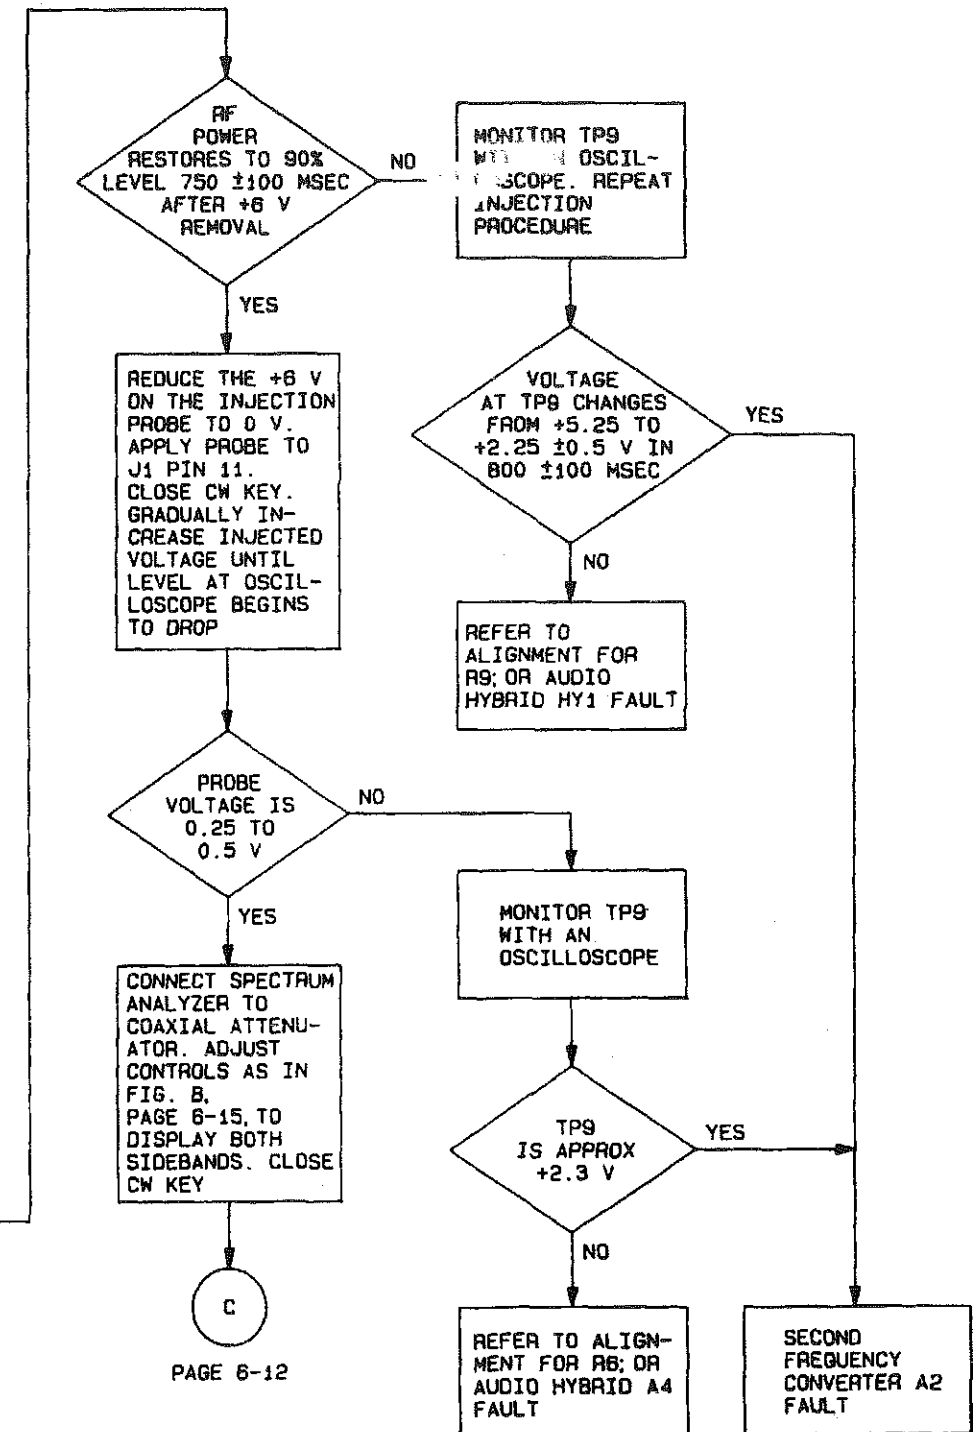 RF
POWER
RESTORES TO 90%
LEVEL 750 ±100 MSEC
AFTER +6 V
REMOVAL
NO
YES
MONITOR TP9
OSCIL-
SCOPE. REPEAT
INJECTION
PROCEDURE
VOLTAGE
AT TP9 CHANGES
FROM +5.25 TO
+2.25 ±0.5 V IN
800 ±100 MSEC
YES
NO
REFER TO
ALIGNMENT FOR
R9; OR AUDIO
HYBRID HY1 FAULT
REDUCE THE +6 V
ON THE INJECTION
PROBE TO 0 V.
APPLY PROBE TO
J1 PIN 11.
CLOSE CW KEY.
GRADUALLY IN-
CREASE INJECTED
VOLTAGE UNTIL
LEVEL AT OSCIL-
LOSCOPE BEGINS
TO DROP
PROBE
VOLTAGE IS
0.25 TO
0.5 V
NO
YES
MONITOR TP9
WITH AN
OSCILLOSCOPE
TP9
IS APPROX
+2.3 V
YES
NO
CONNECT SPECTRUM
ANALYZER TO
COAXIAL ATTENU-
ATOR. ADJUST
CONTROLS AS IN
FIG. B,
PAGE 6-15, TO
DISPLAY BOTH
SIDEBANDS. CLOSE
CW KEY
C
PAGE 6-12
REFER TO ALIGN-
MENT FOR R6; OR
AUDIO HYBRID A4
FAULT
SECOND
FREQUENCY
CONVERTER A2
FAULT